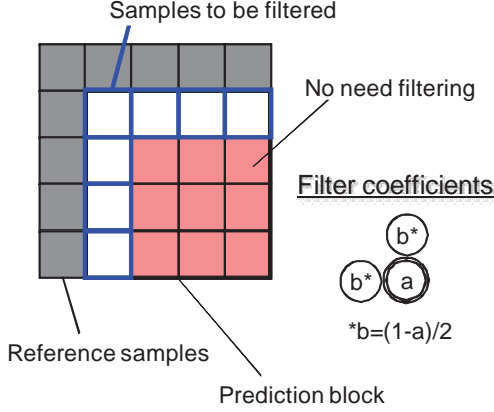 Samples to be filtered
No need filtering
Filter coefficients
b*
b*
a
*b=(1-a)/2
Reference samples
Prediction block